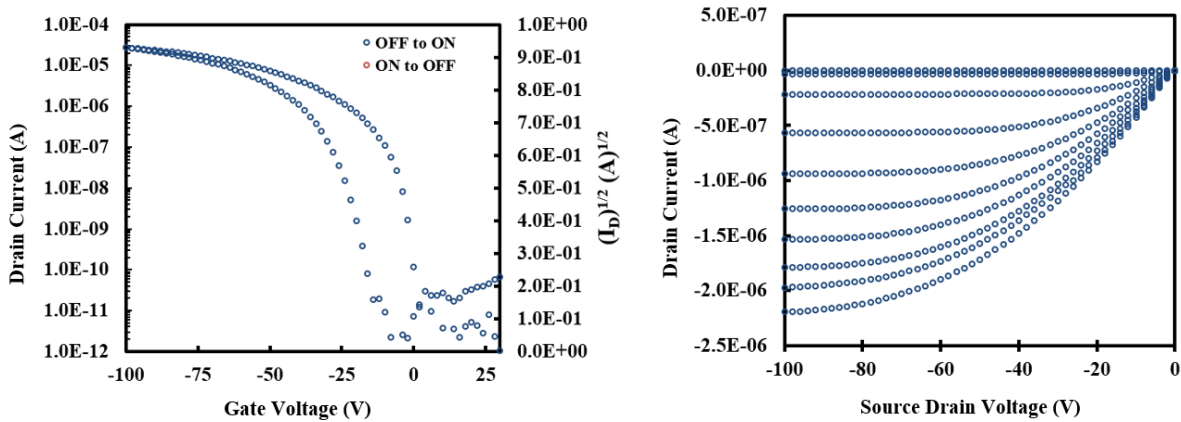 1.0E-04
1.0E-05
1.0E-06
1.0E-07
1.0E-08
1.0E-09
1.0E-10
1.0E-11
1.0E-12
Drain Current (A)
-100
-75
-50
-25
0
25
Gate Voltage (V)
OFF to ON
ON to OFF
1.0E+00
9.0E-01
8.0E-01
7.0E-01
6.0E-01
5.0E-01
4.0E-01
3.0E-01
2.0E-01
1.0E-01
0.0E+00
(I_D)^1/2 (A)^1/2
5.0E-07
0.0E+00
-5.0E-07
-1.0E-06
-1.5E-06
-2.0E-06
-2.5E-06
Drain Current (A)
-100
-80
-60
-40
-20
0
Source Drain Voltage (V)